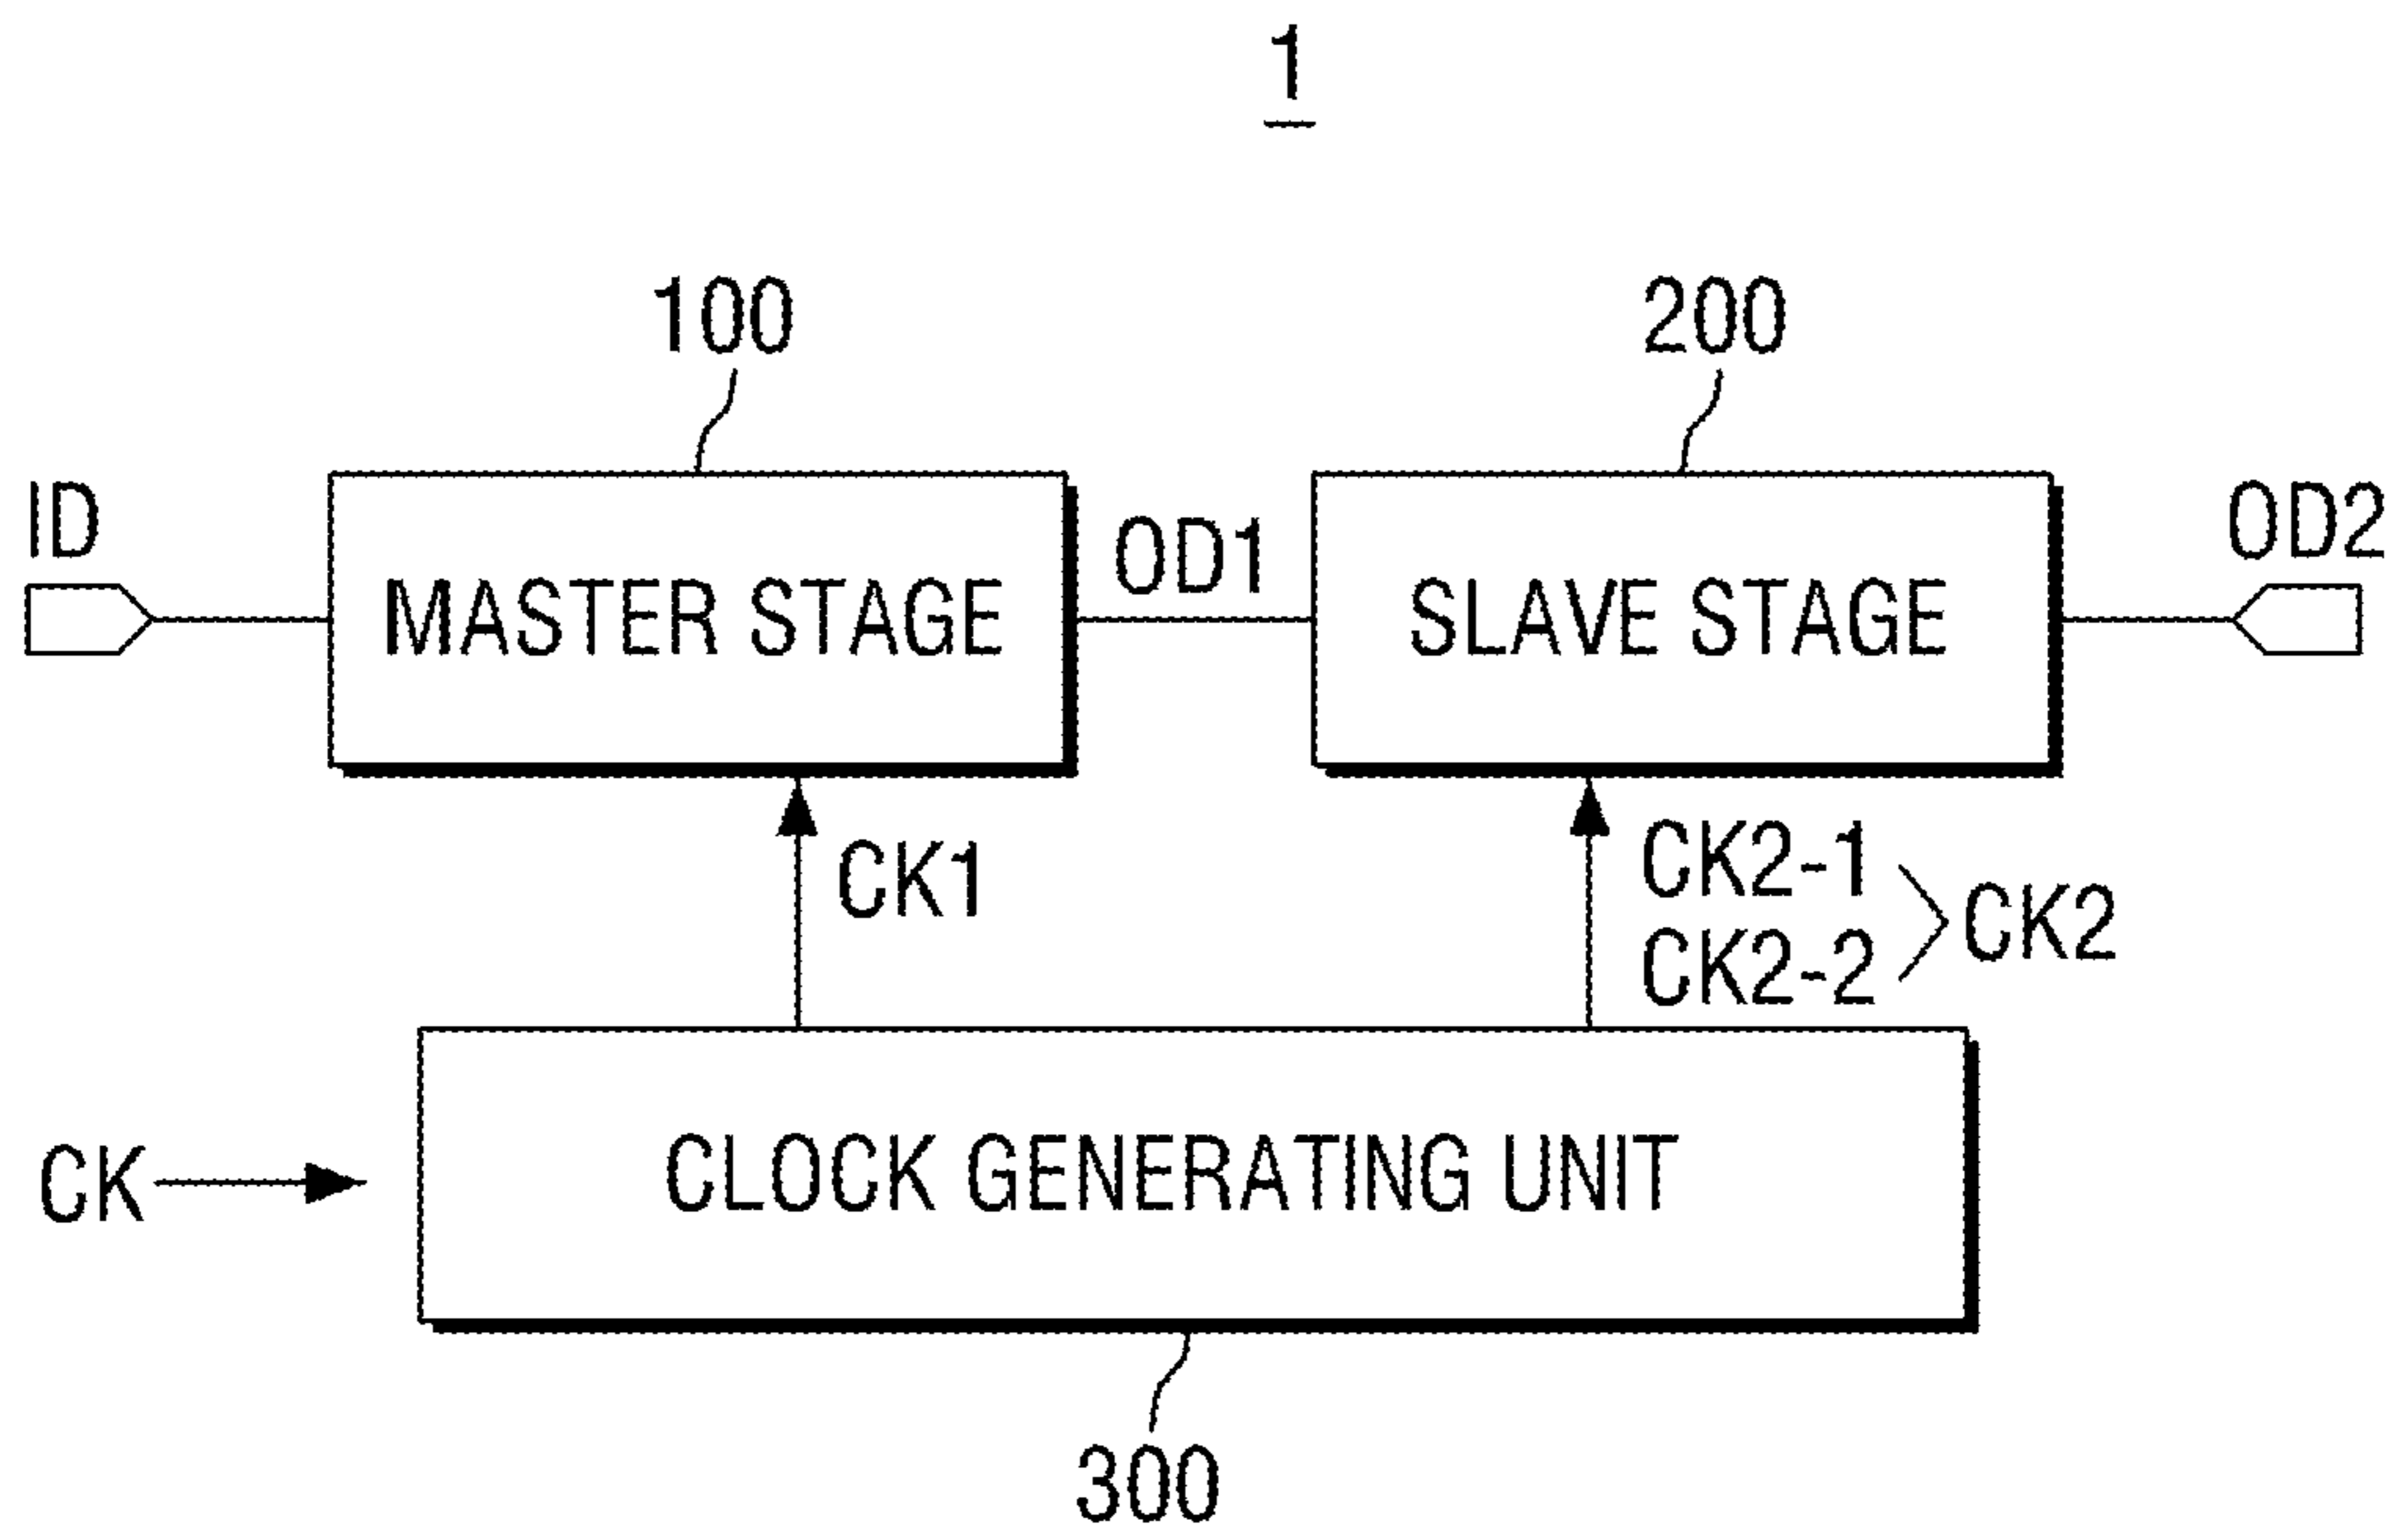 1
100
200
ID
OD1
OD2
MASTER STAGE
SLAVE STAGE
CK1
CK2-1
CK2-2
CK2
CK
CLOCK GENERATING UNIT
300